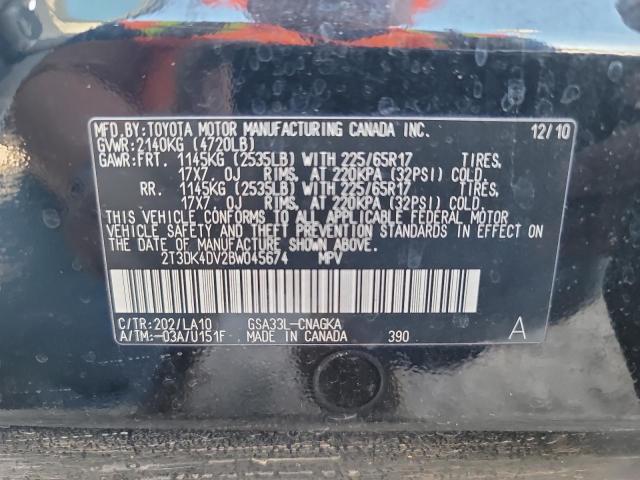 MFD.BY:TOYOTA MOTOR MANUFACTURING CANADA INC. 12/10
GVWR:2140KG (4720LB)
GAWR:FRT. 1145KG (2535LB) WITH 225/65R17 TIRES,
17X7. 0J RIMS, AT 220KPA (32PSI) COLD.
RR. 1145KG (2535LB) WITH 225/65R17 TIRES,
17X7. 0J RIMS, AT 220KPA (32PSI) COLD.
THIS VEHICLE CONFORMS TO ALL APPLICABLE FEDERAL MOTOR
VEHICLE SAFETY AND THEFT PREVENTION STANDARDS IN EFFECT ON
THE DATE OF MANUFACTURE SHOWN ABOVE.
2T3DK4DV2BW045674 MPV
C/TR:202/LA10 GSA33L-CNAGKA
A/TM:-03A/U151F MADE IN CANADA 390 A